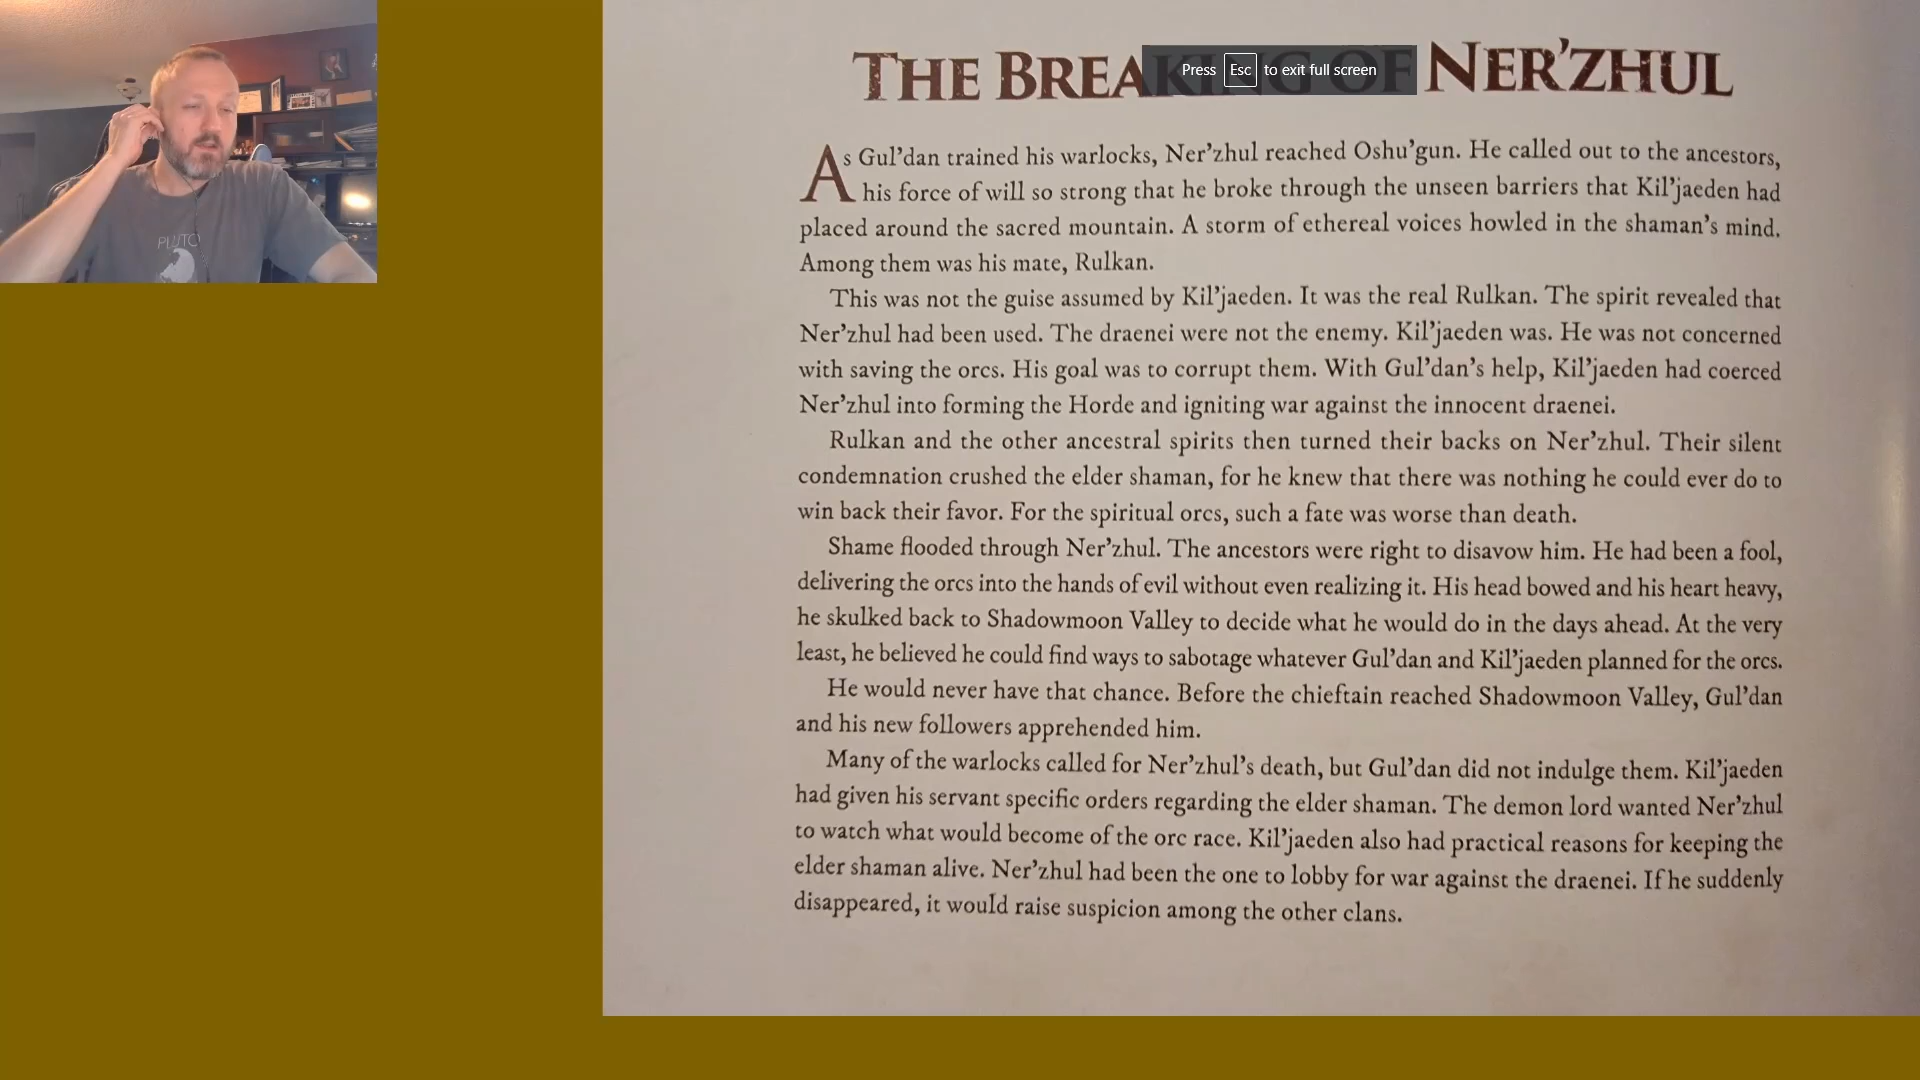 THE BREAKING OF NER'ZHUL
Press Esc to exit full screen
As Gul'dan trained his warlocks, Ner'zhul reached Oshu'gun. He called out to the ancestors,
his force of will so strong that he broke through the unseen barriers that Kil'jaeden had
placed around the sacred mountain. A storm of ethereal voices howled in the shaman's mind.
Among them was his mate, Rulkan.
This was not the guise assumed by Kil'jaeden. It was the real Rulkan. The spirit revealed that
Ner'zhul had been used. The draenei were not the enemy. Kil'jaeden was. He was not concerned
with saving the orcs. His goal was to corrupt them. With Gul'dan's help, Kil'jaeden had coerced
Ner'zhul into forming the Horde and igniting war against the innocent draenei.
Rulkan and the other ancestral spirits then turned their backs on Ner'zhul. Their silent
condemnation crushed the elder shaman, for he knew that there was nothing he could ever do to
win back their favor. For the spiritual orcs, such a fate was worse than death.
Shame flooded through Ner'zhul. The ancestors were right to disavow him. He had been a fool,
delivering the orcs into the hands of evil without even realizing it. His head bowed and his heart heavy,
he skulked back to Shadowmoon Valley to decide what he would do in the days ahead. At the very
least, he believed he could find ways to sabotage whatever Gul'dan and Kil'jaeden planned for the orcs.
He would never have that chance. Before the chieftain reached Shadowmoon Valley, Gul'dan
and his new followers apprehended him.
Many of the warlocks called for Ner'zhul's death, but Gul'dan did not indulge them. Kil'jaeden
had given his servant specific orders regarding the elder shaman. The demon lord wanted Ner'zhul
to watch what would become of the orc race. Kil'jaeden also had practical reasons for keeping the
elder shaman alive. Ner'zhul had been the one to lobby for war against the draenei. If he suddenly
disappeared, it would raise suspicion among the other clans.
PLUTO